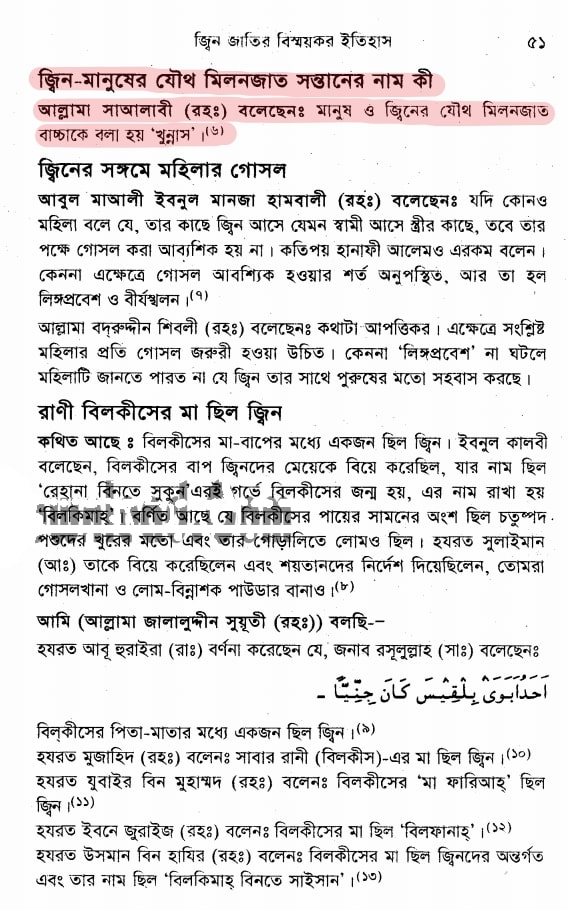 জ্বিন জাতির বিস্ময়কর ইতিহাস ৫১
জ্বিন-মানুষের যৌথ মিলনজাত সন্তানের নাম কী
আল্লামা সাআলাবী (রহঃ) বলেছেনঃ মানুষ ও জ্বিনের যৌথ মিলনজাত
বাচ্চাকে বলা হয় ‘খুন্নাস’।(৬)
জ্বিনের সঙ্গমে মহিলার গোসল
আবুল মাআলী ইবনুল মানজা হামবালী (রহঃ) বলেছেনঃ যদি কোনও
মহিলা বলে যে, তার কাছে জ্বিন আসে যেমন স্বামী আসে স্ত্রীর কাছে, তবে তার
পক্ষে গোসল করা আব্যশিক হয় না। কতিপয় হানাফী আলেমও এরকম বলেন।
কেননা এক্ষেত্রে গোসল আবশ্যিক হওয়ার শর্ত অনুপস্থিত, আর তা হল
লিঙ্গপ্রবেশ ও বীর্যস্খলন।(৭)
আল্লামা বদরুদ্দীন শিবলী (রহঃ) বলেছেনঃ কথাটা আপত্তিকর। এক্ষেত্রে সংশ্লিষ্ট
মহিলার প্রতি গোসল জরুরী হওয়া উচিত। কেননা ‘লিঙ্গপ্রবেশ’ না ঘটলে
মহিলাটি জানতে পারত না যে জ্বিন তার সাথে পুরুষের মতো সহবাস করছে।
রাণী বিলকীসের মা ছিল জ্বিন
কথিত আছে ঃ বিলকীসের মা-বাপের মধ্যে একজন ছিল জ্বিন। ইবনুল কালবী
বলেছেন, বিলকীসের বাপ জ্বিনদের মেয়েকে বিয়ে করেছিল, যার নাম ছিল
‘রেহানা বিনতে সুকুন এরই গর্ভে বিলকীসের জন্ম হয়, এর নাম রাখা হয়
‘বিলকিমাহ্’। বর্ণিত আছে যে বিলকীসের পায়ের সামনের অংশ ছিল চতুষ্পদ
পশুদের খুরের মতো এবং তার গোড়ালিতে লোমও ছিল। হযরত সুলাইমান
(আঃ) তাকে বিয়ে করেছিলেন এবং শয়তানদের নির্দেশ দিয়েছিলেন, তোমরা
গোসলখানা ও লোম-বিন্নাশক পাউডার বানাও।(৮)
আমি (আল্লামা জালালুদ্দীন সুয়ূতী (রহঃ)) বলছি-–
হযরত আবূ হুরাইরা (রাঃ) বর্ণনা করেছেন যে, জনাব রসূলুল্লাহ (সাঃ) বলেছেনঃ
اَحَدُاَبَوَىْ بِلْقِيْسَ كَانَ جِنِّيًّا -
বিল্‌কীসের পিতা-মাতার মধ্যে একজন ছিল জ্বিন।(৯)
হযরত মুজাহিদ (রহঃ) বলেনঃ সাবার রানী (বিলকীস)-এর মা ছিল জ্বিন।(১০)
হযরত যুবাইর বিন মুহাম্মদ (রহঃ) বলেনঃ বিলকীসের ‘মা ফারিআহ্’ ছিল
জ্বিন।(১১)
হযরত ইবনে জুরাইজ (রহঃ) বলেনঃ বিলকীসের মা ছিল ‘বিলফানাহ্’।(১২)
হযরত উসমান বিন হাযির (রহঃ) বলেনঃ বিলকীসের মা ছিল জ্বিনদের অন্তর্গত
এবং তার নাম ছিল ‘বিলকিমাহ্ বিনতে সাইসান’।(১৩)